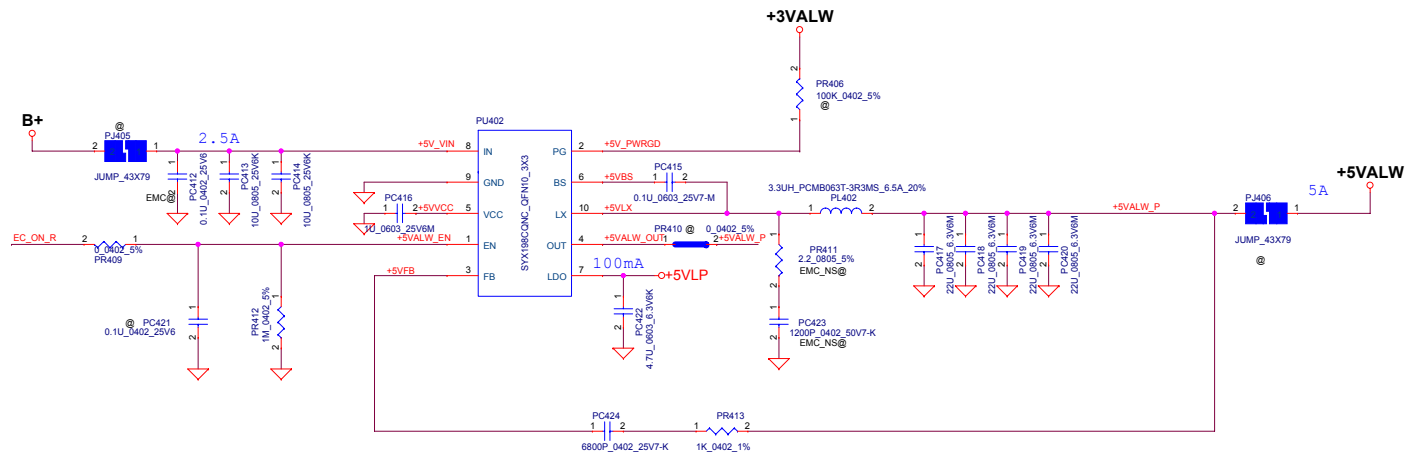 +3VALW
2
PR406
100K_0402_5%
@
1
B+
@
PJ405
2
1
JUMP_43X79
2.5A
1
2
EMC@
PC412
0.1U_0402_25V6
1
2
PC413
10U_0805_25V6K
1
2
PC414
10U_0805_25V6K
+5V_VIN
PU402
8
IN
9
GND
5
VCC
1
EN
3
FB
SYX198CQNC_QFN10_3X3
PG
2
BS
6
LX
10
OUT
4
LDO
7
+5V_PWRGD
+5VBS
PC415
1
2
0.1U_0603_25V7-M
+5VLX
3.3UH_PCMB063T-3R3MS_6.5A_20%
1
2
PL402
PC416
1
2
+5VVCC
1U_0603_25V6M
+5VALW_EN
EC_ON_R
1
2
0_0402_5%
PR409
+5VFB
+5VALW_OUT
PR410
@
0_0402_5%
1
2
+5VALW_P
100mA
+5VLP
1
2
PC422
4.7U_0603_6.3V6K
1
PR411
2.2_0805_5%
EMC_NS@
2
1
PC423
1200P_0402_50V7-K
EMC_NS@
2
1
2
PC417
22U_0805_6.3V6M
1
2
PC418
22U_0805_6.3V6M
1
2
PC419
22U_0805_6.3V6M
1
2
PC420
22U_0805_6.3V6M
+5VALW_P
PJ406
2
1
JUMP_43X79
@
5A
+5VALW
1
@
PC421
0.1U_0402_25V6
2
1
PR412
1M_0402_5%
2
PC424
1
2
6800P_0402_25V7-K
PR413
1
2
1K_0402_1%